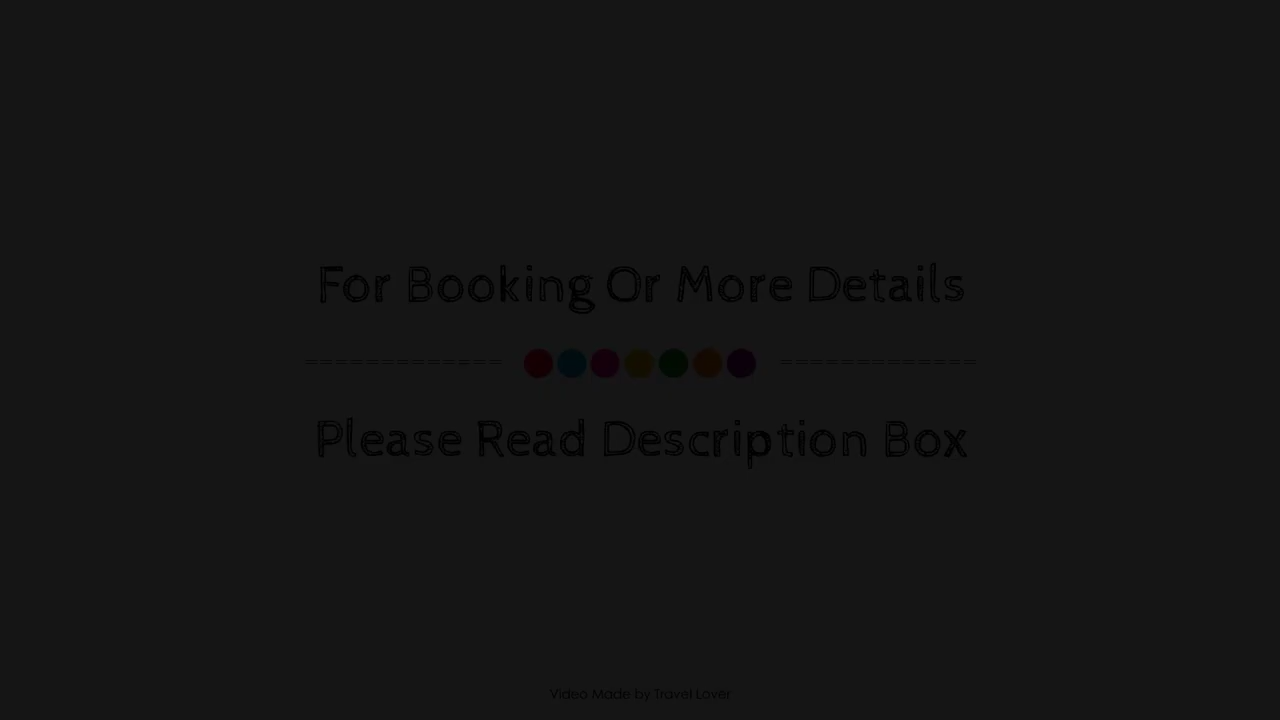 For Booking Or More Details
============= =============
Please Read Description Box
Video Made by Travel Lover